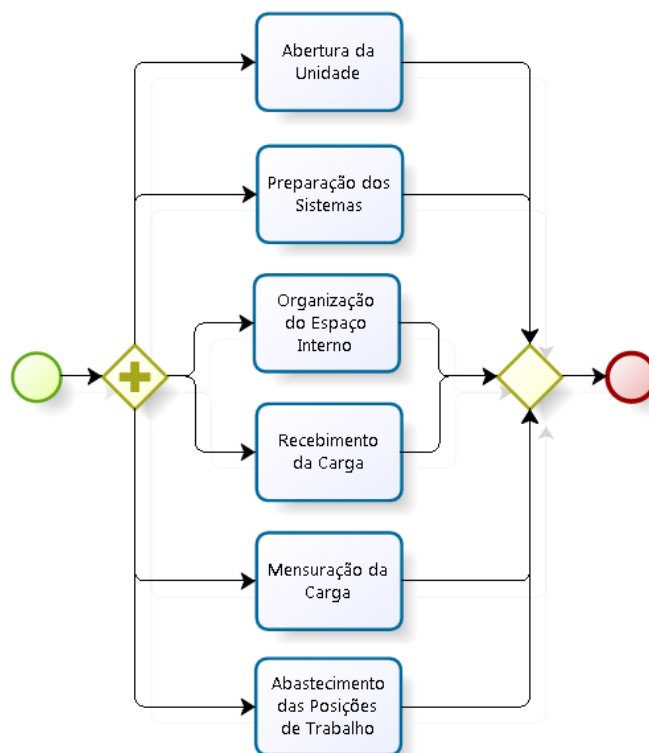 Abertura da
Unidade
Preparação dos
Sistemas
Organização
do Espaço
Interno
Recebimento
da Carga
Mensuração da
Carga
Abastecimento
das Posições
de Trabalho